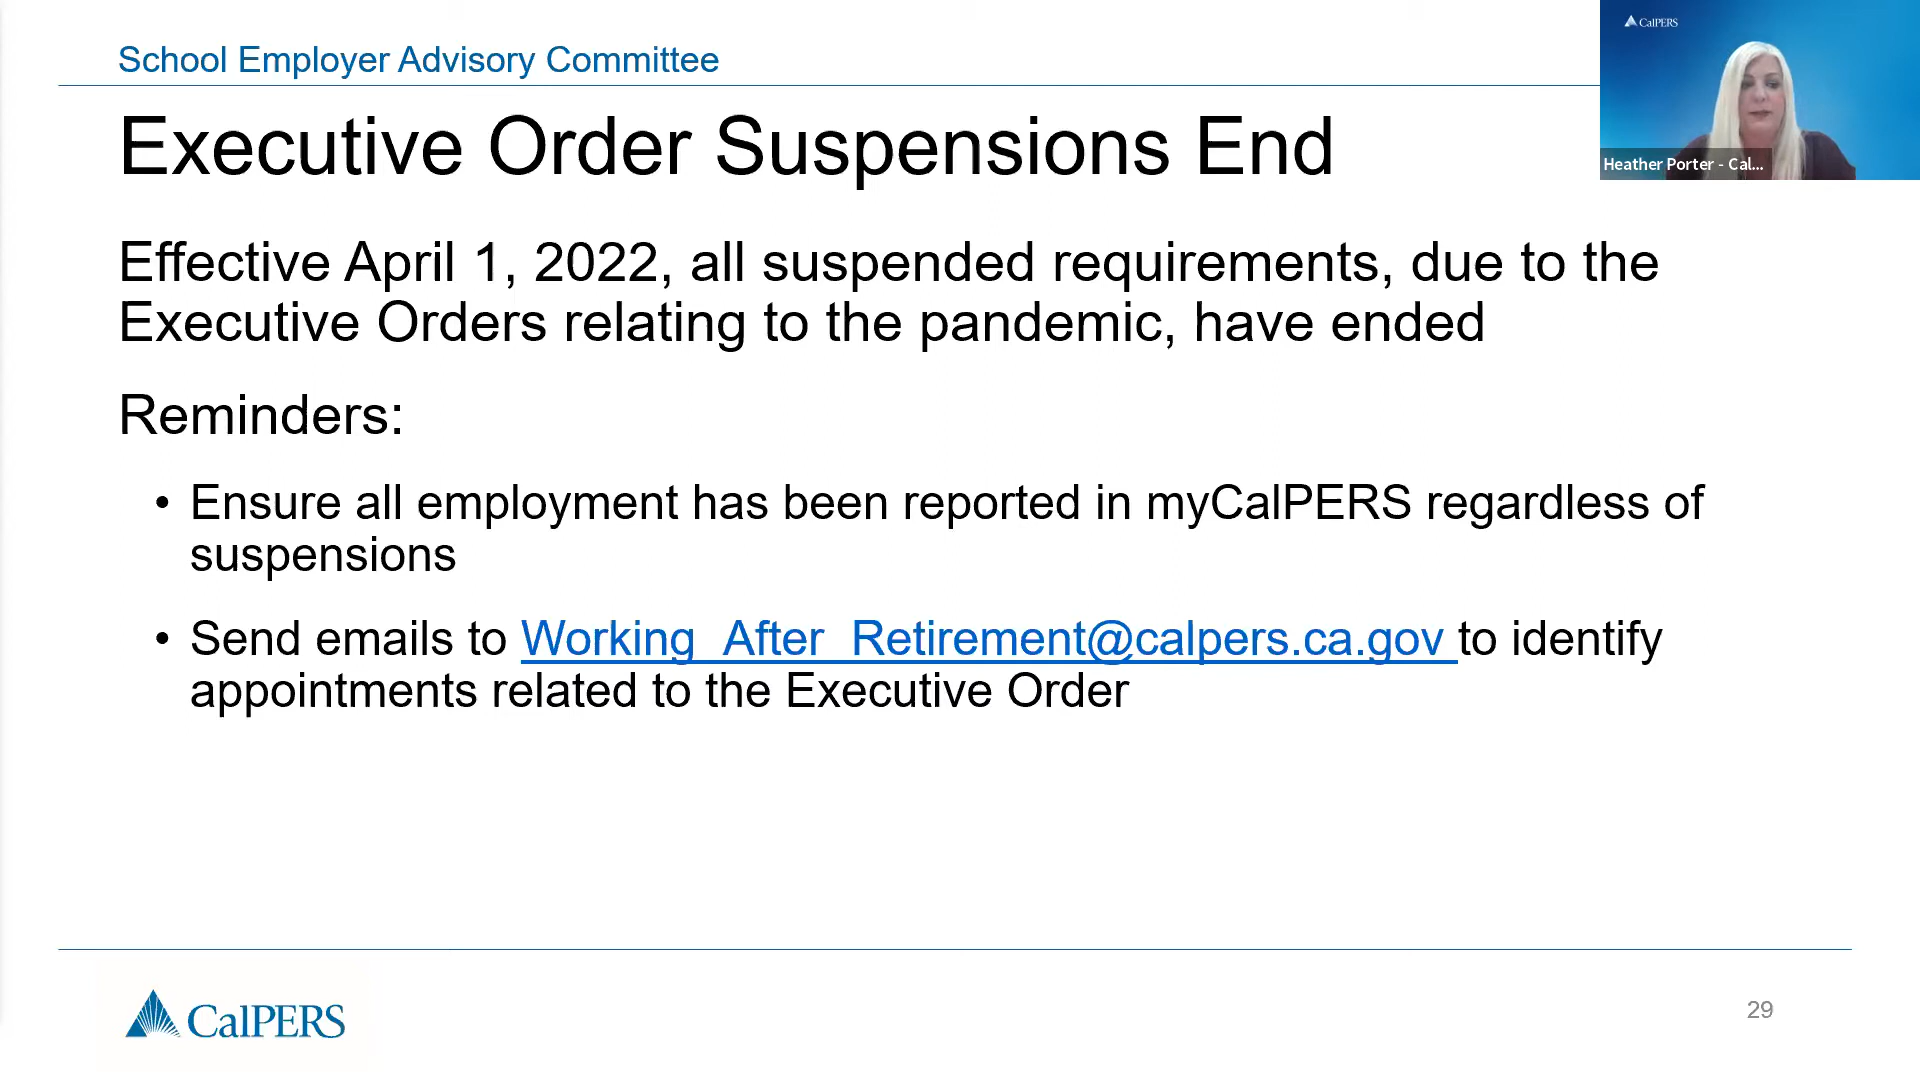 School Employer Advisory Committee
CalPERS
Heather Porter - Cal...
Executive Order Suspensions End
Effective April 1, 2022, all suspended requirements, due to the
Executive Orders relating to the pandemic, have ended
Reminders:
• Ensure all employment has been reported in myCalPERS regardless of
suspensions
• Send emails to Working_After_Retirement@calpers.ca.gov to identify
appointments related to the Executive Order
CalPERS
29